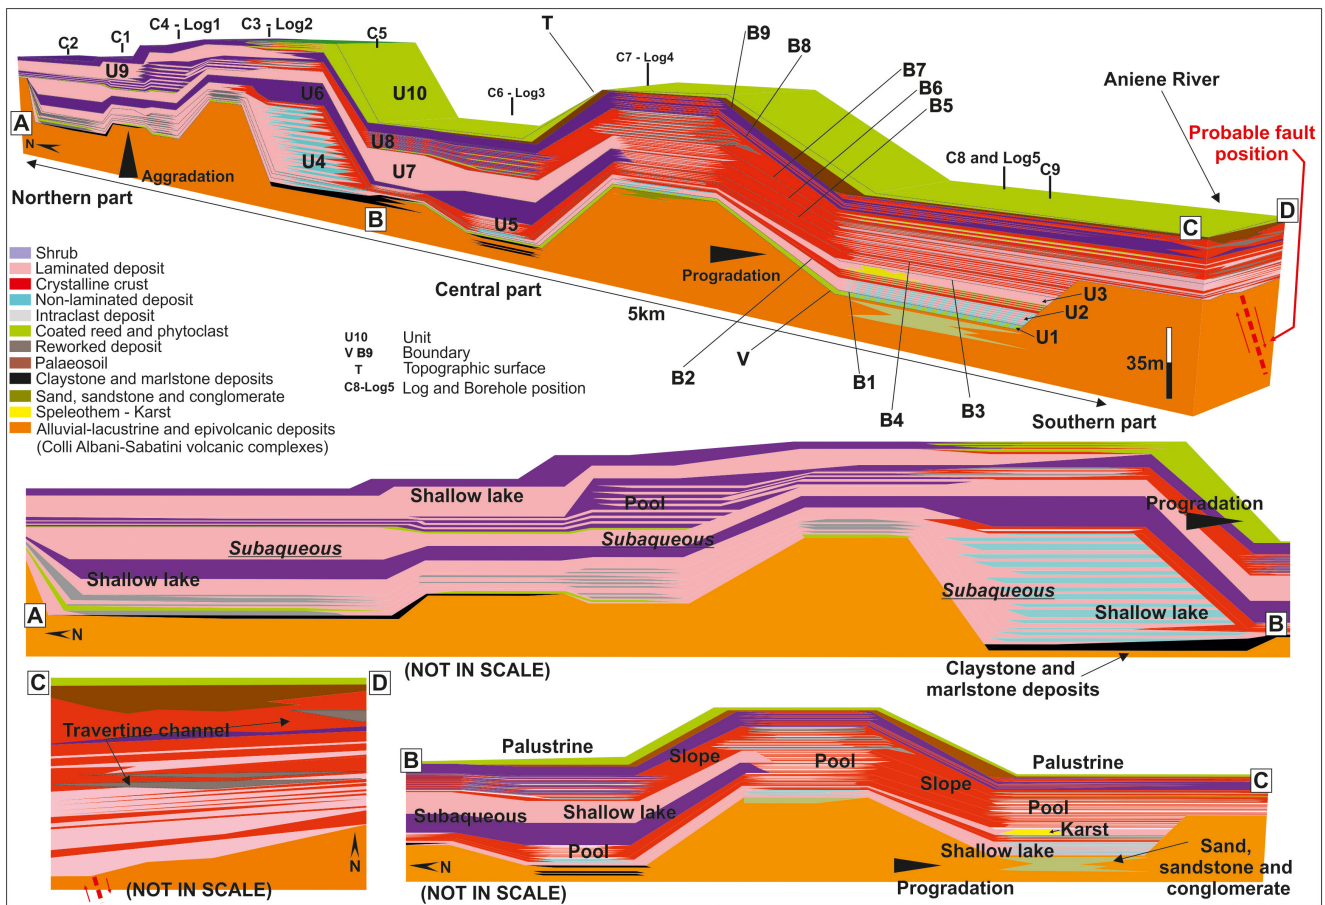 C2
C1
C4 - Log1
C3 - Log2
C5
U9
U6
U10
U8
U4
U7
U5
A
N
Aggradation
Northern part
B
C6 - Log3
T
C7 - Log4
B9
B8
B7
B6
B5
Aniene River
Probable fault
position
C8 and Log5
C9
C
D
Progradation
Central part
5km
U3
U2
U1
35m
B2
V
B1
B4
B3
Southern part
Shrub
Laminated deposit
Crystalline crust
Non-laminated deposit
Intraclast deposit
Coated reed and phytoclast
Reworked deposit
Palaeosoil
Claystone and marlstone deposits
Sand, sandstone and conglomerate
Speleothem - Karst
Alluvial-lacustrine and epivolcanic deposits
(Colli Albani-Sabatini volcanic complexes)
U10 Unit
V B9 Boundary
T Topographic surface
C8-Log5 Log and Borehole position
Shallow lake
Pool
Progradation
Subaqueous
Subaqueous
Shallow lake
Subaqueous
Shallow lake
A
B
N
(NOT IN SCALE)
Claystone and
marlstone deposits
C
D
Travertine channel
N
(NOT IN SCALE)
B
Palustrine
Slope
Pool
Slope
Palustrine
C
Subaqueous
Shallow lake
Pool
Pool
Karst
Shallow lake
Sand,
sandstone and
conglomerate
N
Progradation
(NOT IN SCALE)